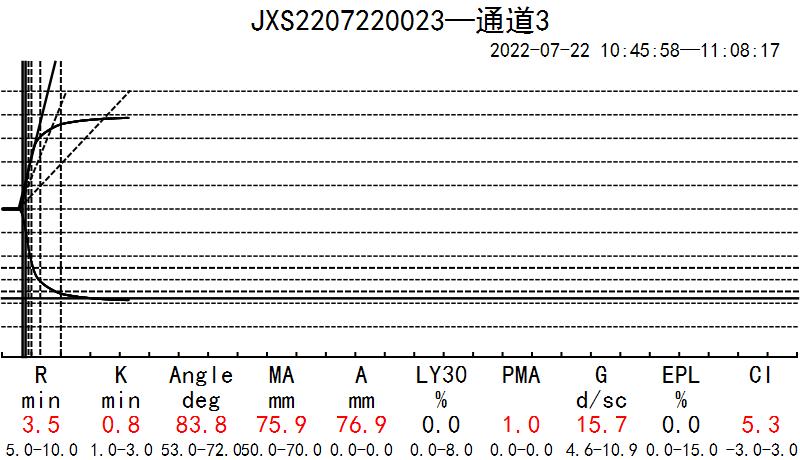 JXS2207220023—通道3
2022-07-22 10:45:58—11:08:17
R K Angle MA A LY30 PMA G EPL CI
min min deg mm mm % d/sc %
3.5 0.8 83.8 75.9 76.9 0.0 1.0 15.7 0.0 5.3
5.0-10.0 1.0-3.0 53.0-72.0 50.0-70.0 0.0-0.0 0.0-8.0 0.0-0.0 4.6-10.9 0.0-15.0 -3.0-3.0